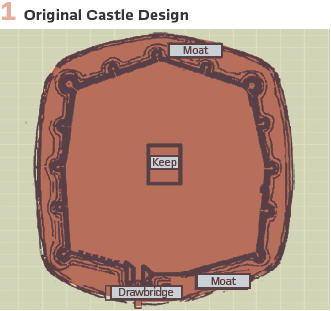 1 Original Castle Design
Moat
Keep
Moat
Drawbridge